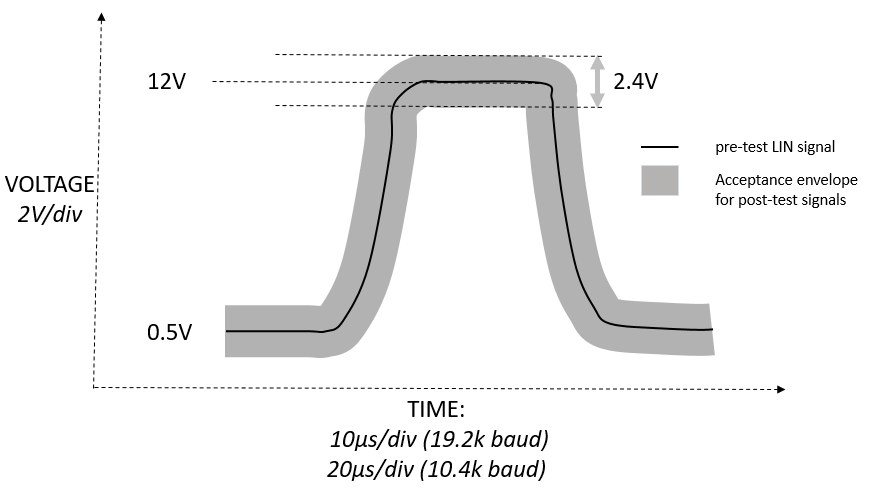 12V
2.4V
pre-test LIN signal
VOLTAGE
2V/div
Acceptance envelope
for post-test signals
0.5V
TIME:
10µs/div (19.2k baud)
20µs/div (10.4k baud)